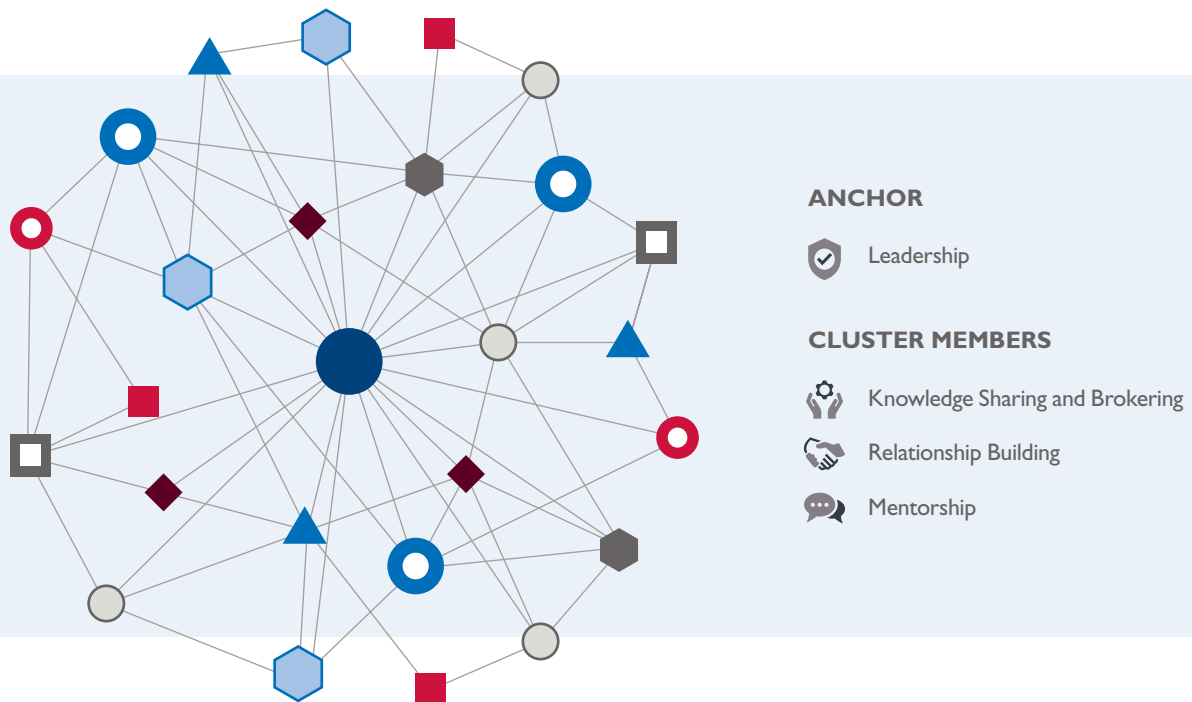 ANCHOR
Leadership
CLUSTER MEMBERS
Knowledge Sharing and Brokering
Relationship Building
Mentorship